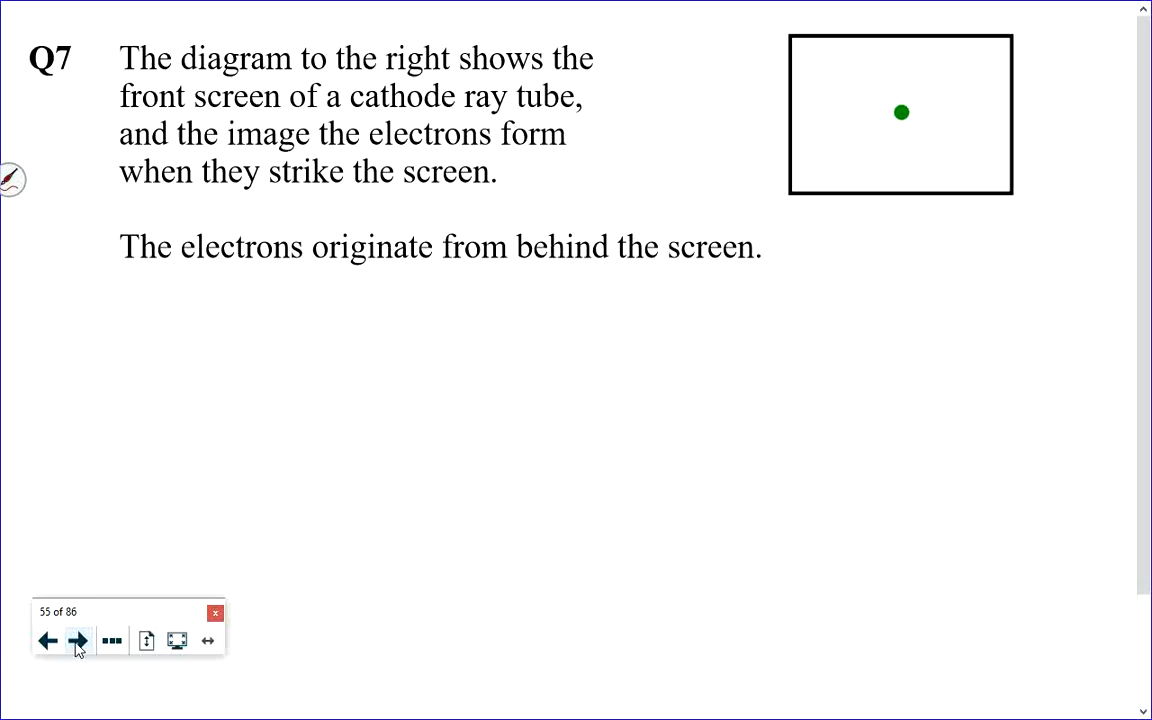 Q7 The diagram to the right shows the
front screen of a cathode ray tube,
and the image the electrons form
when they strike the screen.
The electrons originate from behind the screen.
55 of 86
x